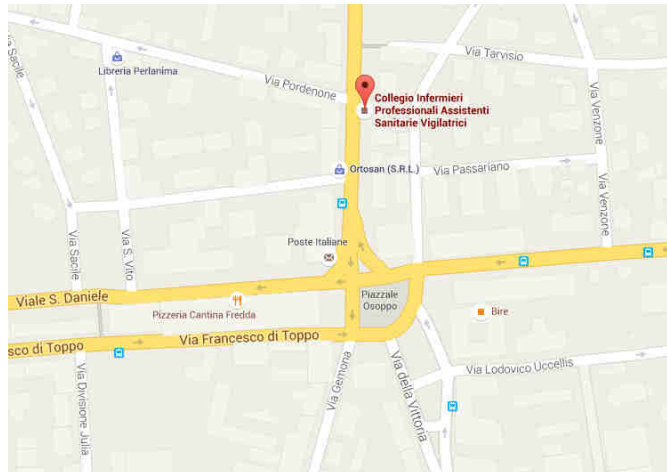 Via Sacile
Libreria Perlanima
Via Pordenone
Via Tarvisio
Collegio Infermieri
Professionali Assistenti
Sanitarie Vigilatrici
Via Venzone
Ortosan (S.R.L.)
Via Passariano
Via Venzone
Via Sacile
Via S. Vito
Poste Italiane
Viale S. Daniele
Pizzeria Cantina Fredda
Piazzale
Osoppo
Bire
sco di Toppo
Via Francesco di Toppo
Via Gemona
Via della Vittoria
Via Lodovico Uccellis
Via Divisione Julia